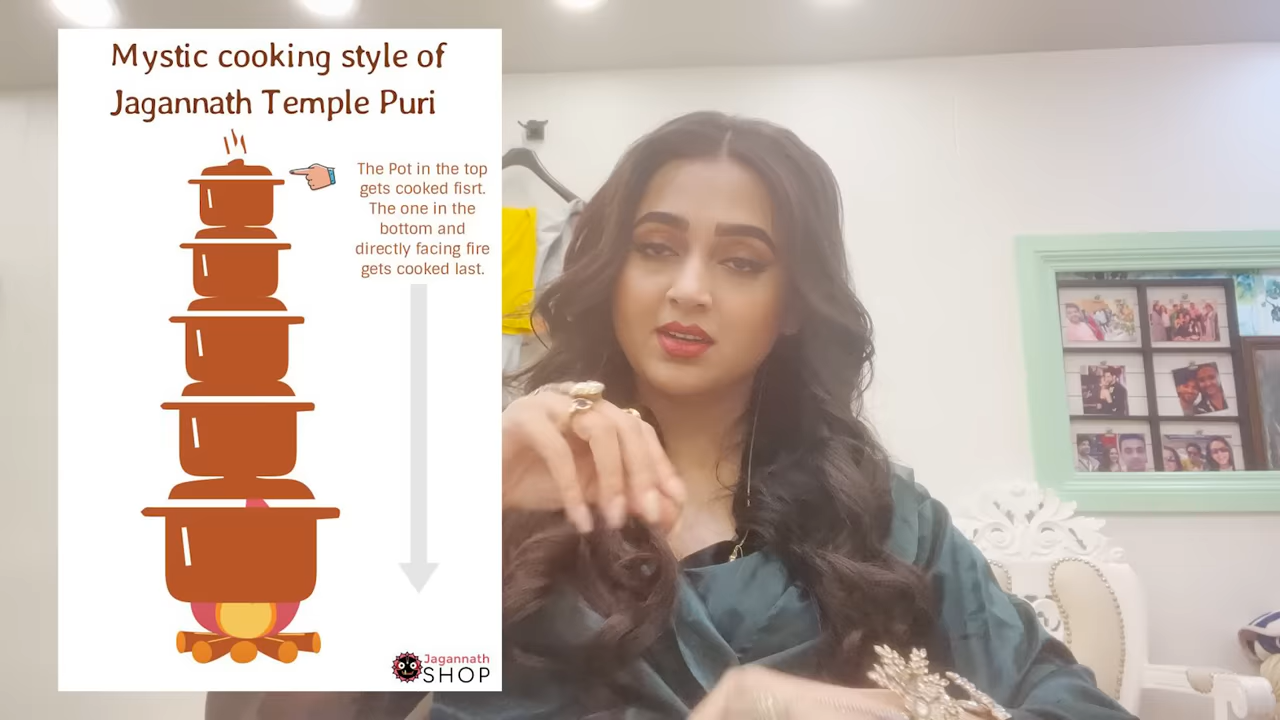 Mystic cooking style of
Jagannath Temple Puri
The Pot in the top
gets cooked fisrt.
The one in the
bottom and
directly facing fire
gets cooked last.
Jagannath
SHOP